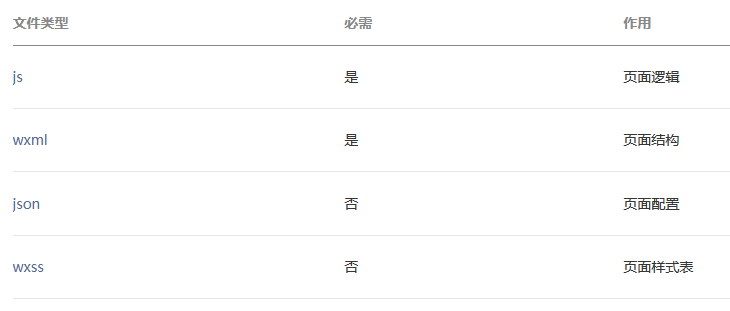 文件类型 必需 作用
js 是 页面逻辑
wxml 是 页面结构
json 否 页面配置
wxss 否 页面样式表